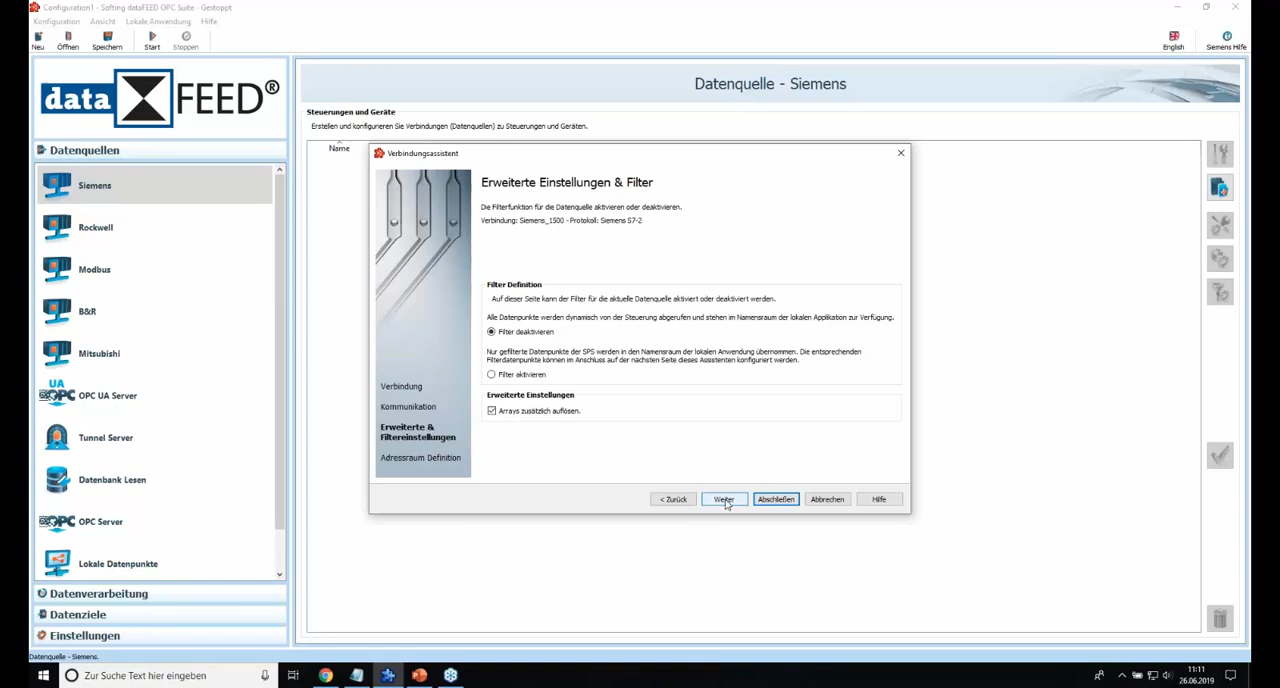 Configuration1 - Softing dataFEED OPC Suite - Gestoppt
Konfiguration Ansicht Lokale Anwendung Hilfe
Neu Öffnen Speichern Start Stoppen English Siemens Hilfe
data FEED®
Datenquellen
Siemens
Rockwell
Modbus
B&R
Mitsubishi
UA OPC
OPC UA Server
Tunnel Server
Datenbank Lesen
OPC
OPC Server
Lokale Datenpunkte
Datenverarbeitung
Datenziele
Einstellungen
Datenquelle - Siemens
Steuerungen und Geräte
Erstellen und konfigurieren Sie Verbindungen (Datenquellen) zu Steuerungen und Geräten.
Name
Verbindungsassistent
Erweiterte Einstellungen & Filter
Die Filterfunktion für die Datenquelle aktivieren oder deaktivieren.
Verbindung: Siemens_1500 - Protokoll: Siemens S7-2
Filter Definition
Auf dieser Seite kann der Filter für die aktuelle Datenquelle aktiviert oder deaktiviert werden.
Alle Datenpunkte werden dynamisch von der Steuerung abgerufen und stehen im Namensraum der lokalen Applikation zur Verfügung.
Filter deaktivieren
Nur gefilterte Datenpunkte der SPS werden in den Namensraum der lokalen Anwendung übernommen. Die entsprechenden
Filterdatenpunkte können im Anschluss auf der nächsten Seite dieses Assistenten konfiguriert werden.
Filter aktivieren
Erweiterte Einstellungen
Arrays zusätzlich auflösen.
Verbindung
Kommunikation
Erweiterte &
Filtereinstellungen
Adressraum Definition
< Zurück Weiter Abschließen Abbrechen Hilfe
Datenquelle - Siemens.
Zur Suche Text hier eingeben
11:11
26.06.2019